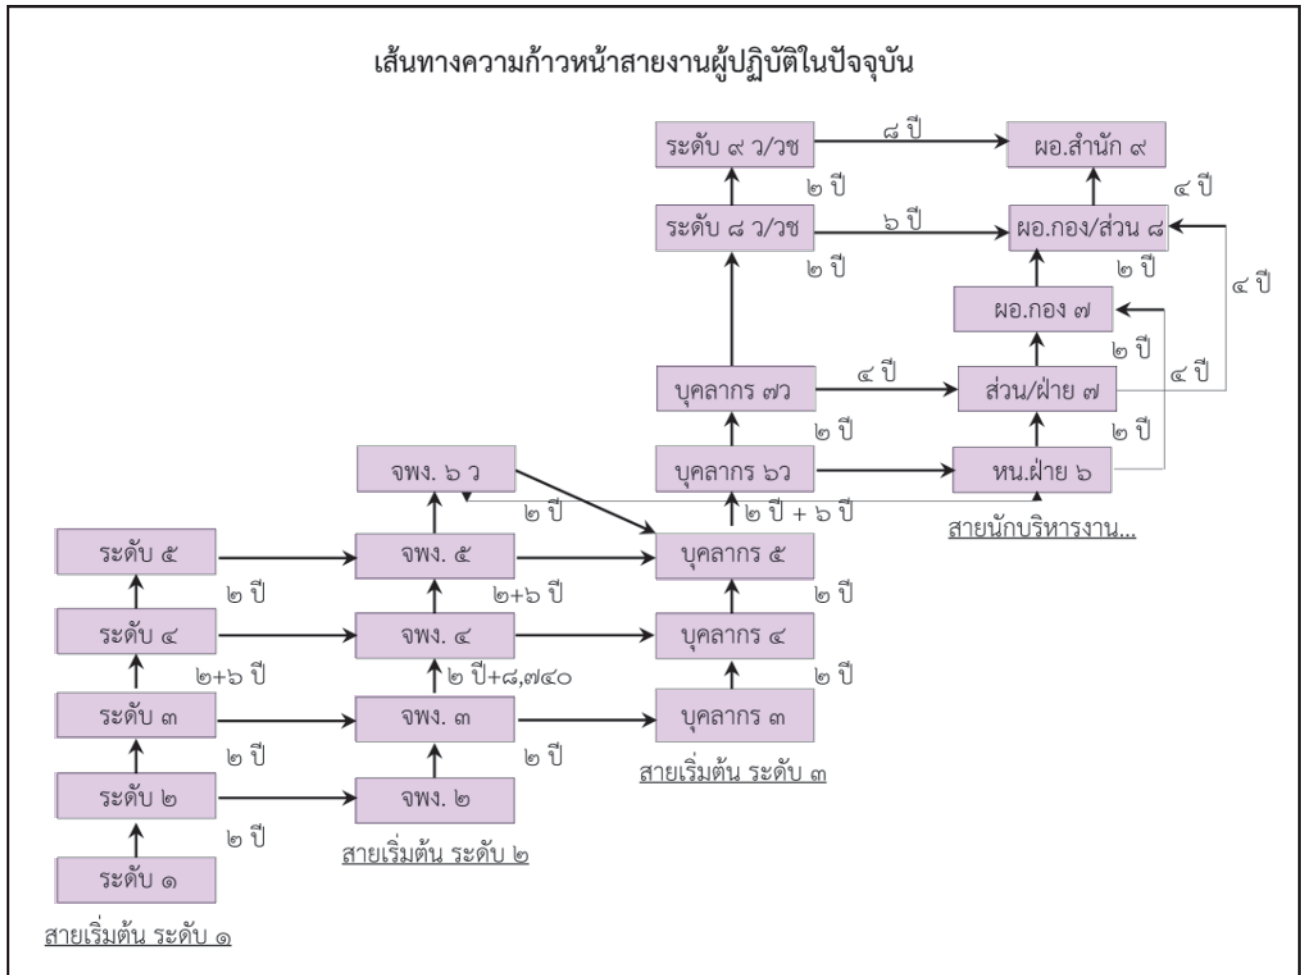 เส้นทางความก้าวหน้าสายงานผู้ปฏิบัติในปัจจุบัน
ระดับ ๙ ว/วช
๘ ปี
ผอ.สำนัก ๙
๒ ปี
๔ ปี
ระดับ ๘ ว/วช
๖ ปี
ผอ.กอง/ส่วน ๘
๒ ปี
๒ ปี
๔ ปี
ผอ.กอง ๗
๒ ปี
๔ ปี
บุคลากร ๗ว
๔ ปี
ส่วน/ฝ่าย ๗
๒ ปี
๒ ปี
จพง. ๖ ว
บุคลากร ๖ว
หน.ฝ่าย ๖
๒ ปี
๒ ปี + ๖ ปี
สายนักบริหารงาน...
ระดับ ๕
จพง. ๕
บุคลากร ๕
๒ ปี
๒+๖ ปี
๒ ปี
ระดับ ๔
จพง. ๔
บุคลากร ๔
๒+๖ ปี
๒ ปี+๘,๗๔๐
๒ ปี
ระดับ ๓
จพง. ๓
บุคลากร ๓
๒ ปี
๒ ปี
สายเริ่มต้น ระดับ ๓
ระดับ ๒
จพง. ๒
๒ ปี
สายเริ่มต้น ระดับ ๒
ระดับ ๑
สายเริ่มต้น ระดับ ๑